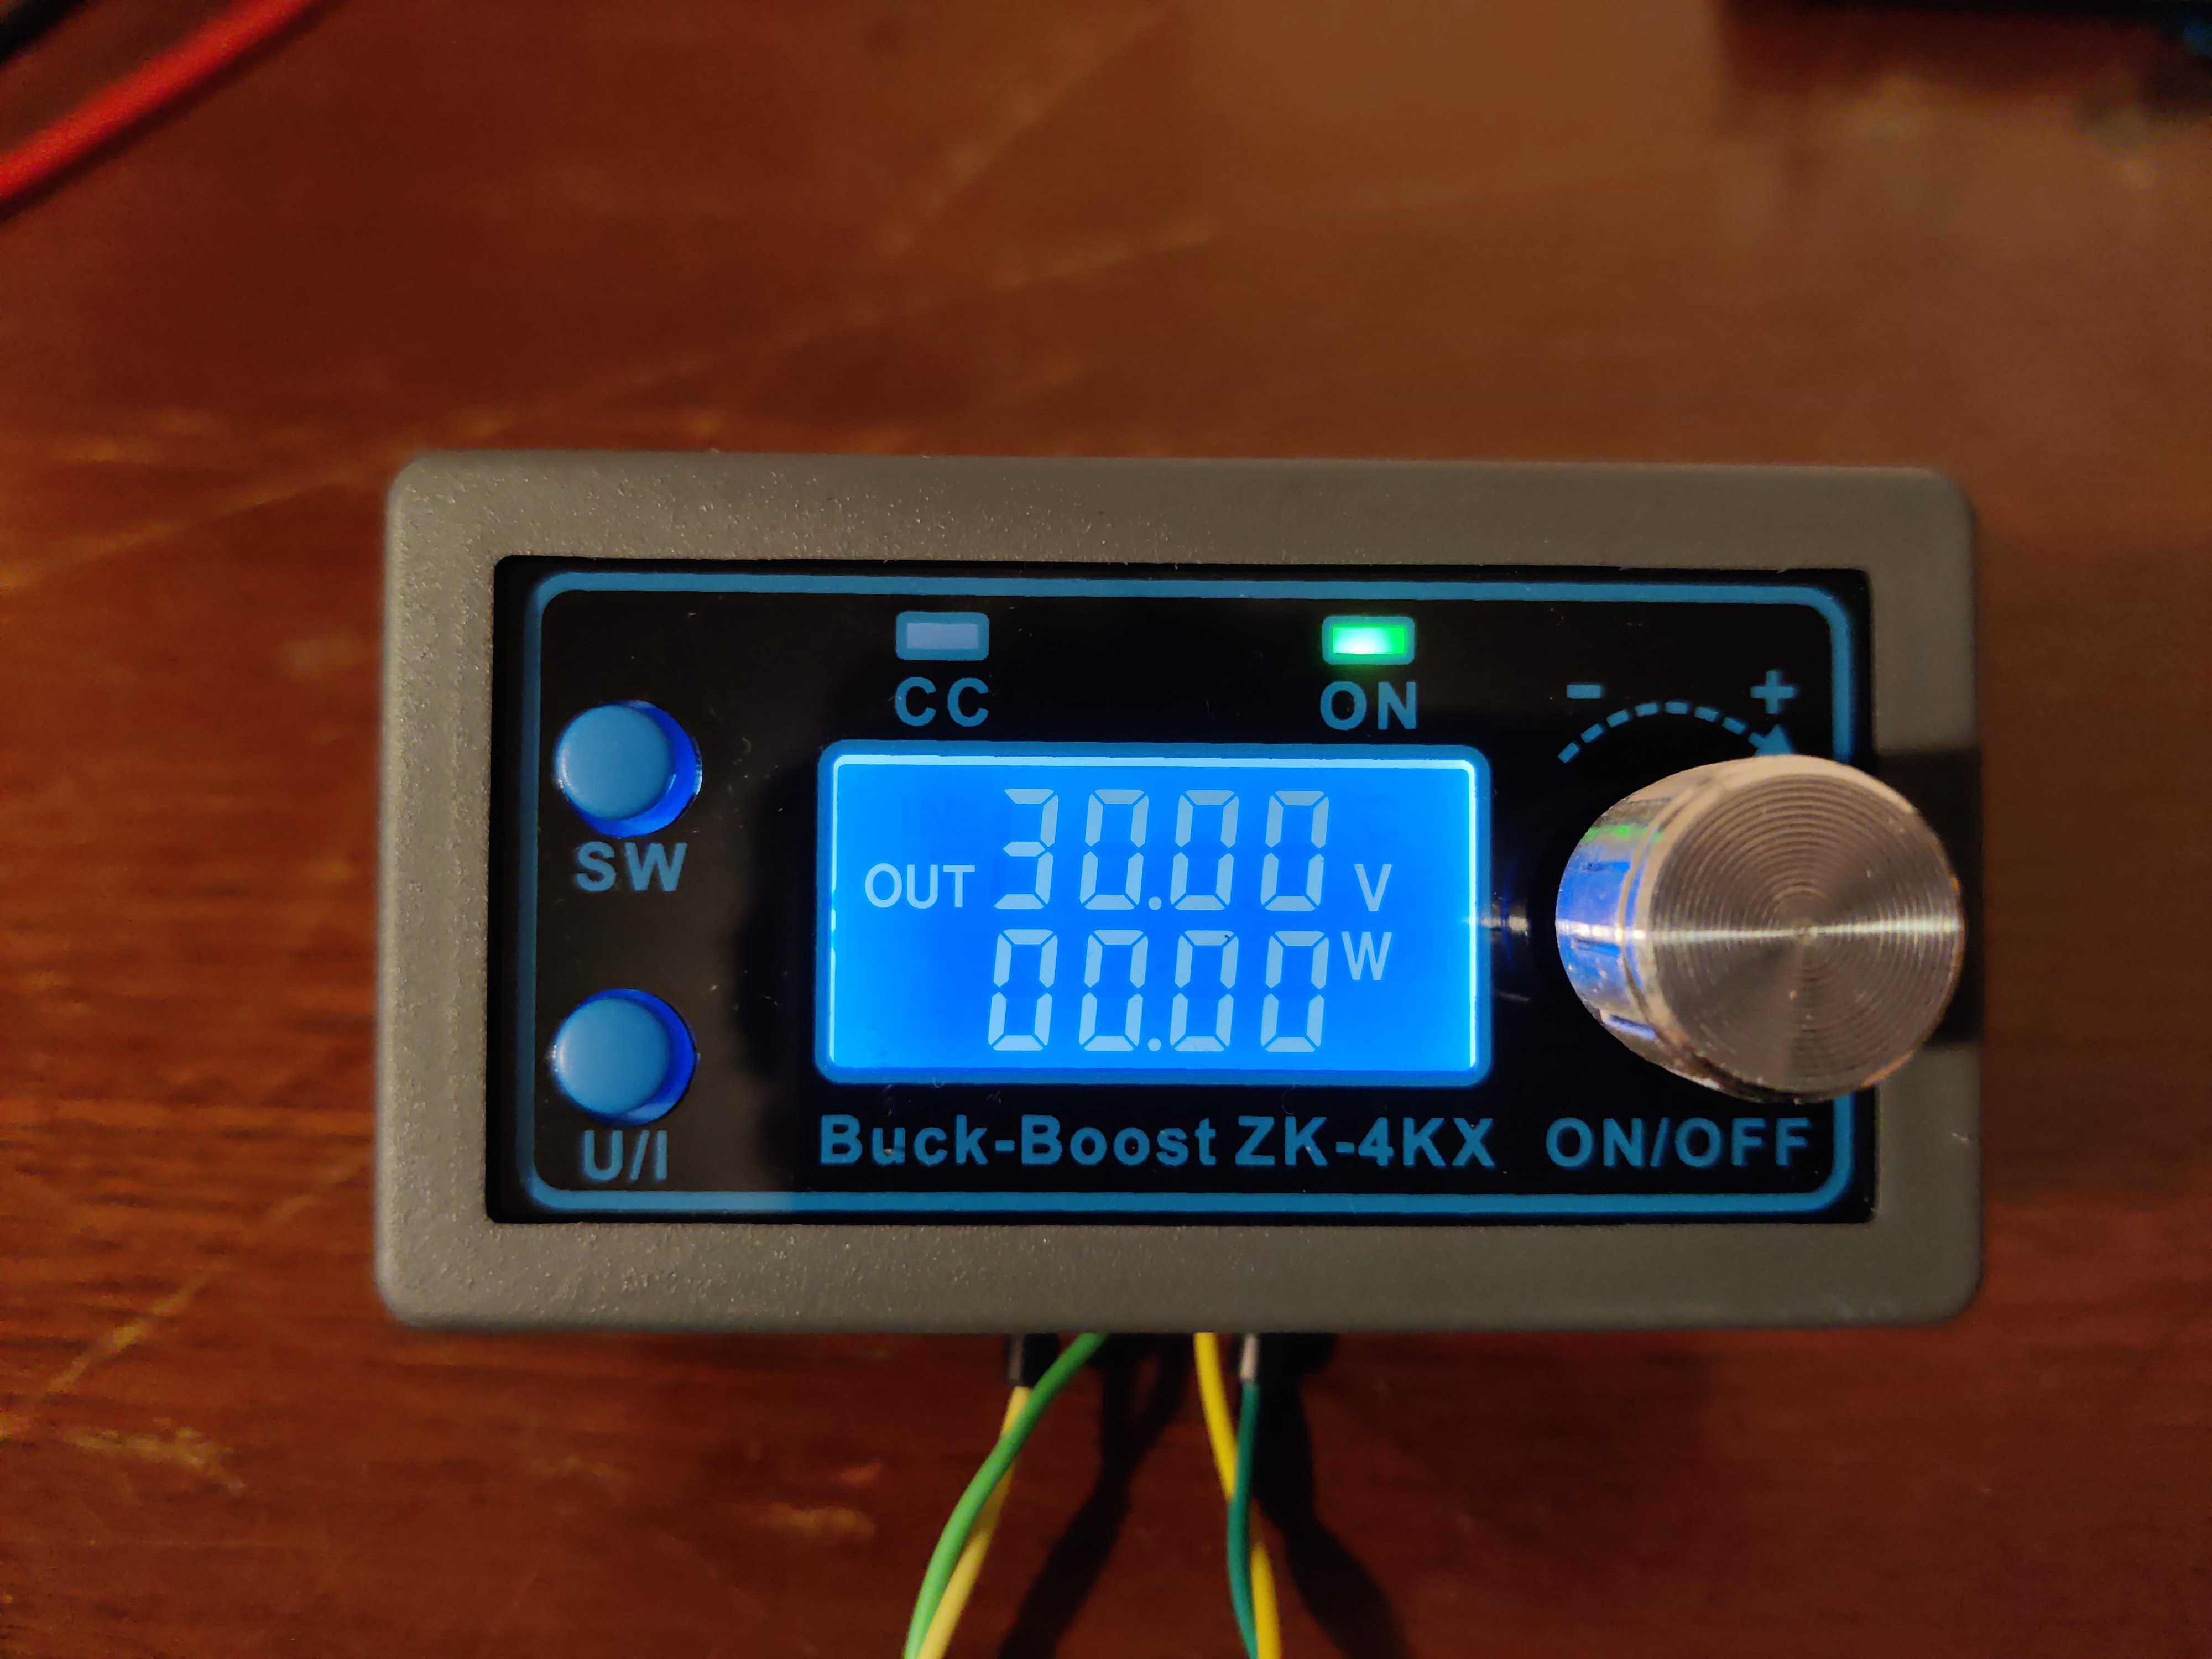 CC
ON
- +
SW
OUT 30.00 V
00.00 W
U/I
Buck-Boost ZK-4KX
ON/OFF